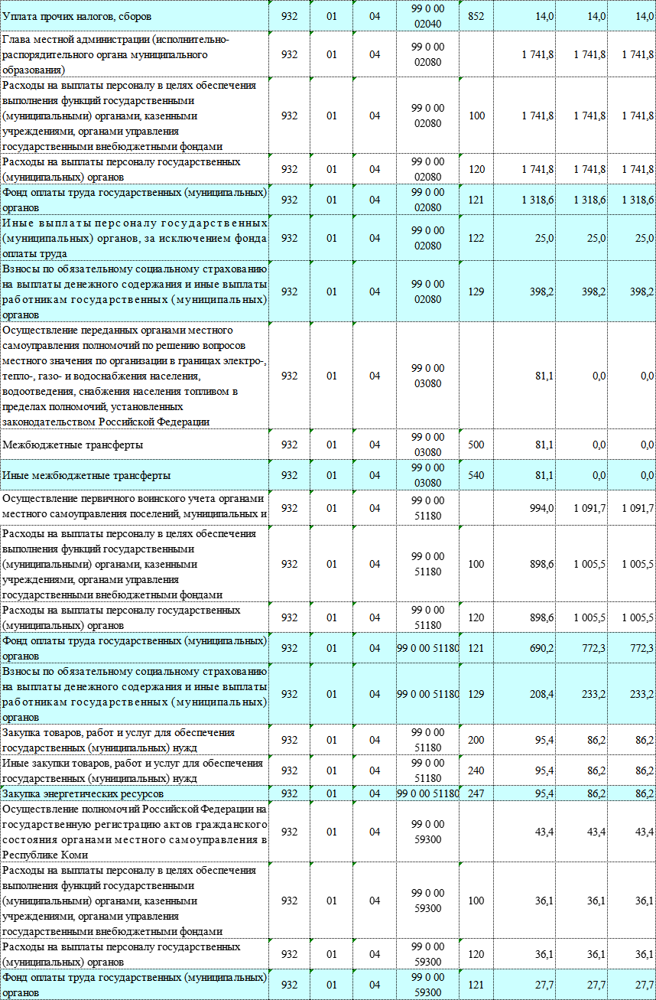 Уплата прочих налогов, сборов 932 01 04 99 0 00 02040 852 14,0 14,0 14,0
Глава местной администрации (исполнительно-
распорядительного органа муниципального
образования) 932 01 04 99 0 00 02080 1 741,8 1 741,8 1 741,8
Расходы на выплаты персоналу в целях обеспечения
выполнения функций государственными
(муниципальными) органами, казенными
учреждениями, органами управления
государственными внебюджетными фондами 932 01 04 99 0 00 02080 100 1 741,8 1 741,8 1 741,8
Расходы на выплаты персоналу государственных
(муниципальных) органов 932 01 04 99 0 00 02080 120 1 741,8 1 741,8 1 741,8
Фонд оплаты труда государственных (муниципальных)
органов 932 01 04 99 0 00 02080 121 1 318,6 1 318,6 1 318,6
Иные выплаты персоналу государственных
(муниципальных) органов, за исключением фонда
оплаты труда 932 01 04 99 0 00 02080 122 25,0 25,0 25,0
Взносы по обязательному социальному страхованию
на выплаты денежного содержания и иные выплаты
работникам государственных (муниципальных)
органов 932 01 04 99 0 00 02080 129 398,2 398,2 398,2
Осуществление переданных органами местного
самоуправления полномочий по решению вопросов
местного значения по организации в границах электро-,
тепло-, газо- и водоснабжения населения,
водоотведения, снабжения населения топливом в
пределах полномочий, установленных
законодательством Российской Федерации 932 01 04 99 0 00 03080 81,1 0,0 0,0
Межбюджетные трансферты 932 01 04 99 0 00 03080 500 81,1 0,0 0,0
Иные межбюджетные трансферты 932 01 04 99 0 00 03080 540 81,1 0,0 0,0
Осуществление первичного воинского учета органами
местного самоуправления поселений, муниципальных и 932 01 04 99 0 00 51180 994,0 1 091,7 1 091,7
Расходы на выплаты персоналу в целях обеспечения
выполнения функций государственными
(муниципальными) органами, казенными
учреждениями, органами управления
государственными внебюджетными фондами 932 01 04 99 0 00 51180 100 898,6 1 005,5 1 005,5
Расходы на выплаты персоналу государственных
(муниципальных) органов 932 01 04 99 0 00 51180 120 898,6 1 005,5 1 005,5
Фонд оплаты труда государственных (муниципальных)
органов 932 01 04 99 0 00 51180 121 690,2 772,3 772,3
Взносы по обязательному социальному страхованию
на выплаты денежного содержания и иные выплаты
работникам государственных (муниципальных)
органов 932 01 04 99 0 00 51180 129 208,4 233,2 233,2
Закупка товаров, работ и услуг для обеспечения
государственных (муниципальных) нужд 932 01 04 99 0 00 51180 200 95,4 86,2 86,2
Иные закупки товаров, работ и услуг для обеспечения
государственных (муниципальных) нужд 932 01 04 99 0 00 51180 240 95,4 86,2 86,2
Закупка энергетических ресурсов 932 01 04 99 0 00 51180 247 95,4 86,2 86,2
Осуществление полномочий Российской Федерации на
государственную регистрацию актов гражданского
состояния органами местного самоуправления в
Республике Коми 932 01 04 99 0 00 59300 43,4 43,4 43,4
Расходы на выплаты персоналу в целях обеспечения
выполнения функций государственными
(муниципальными) органами, казенными
учреждениями, органами управления
государственными внебюджетными фондами 932 01 04 99 0 00 59300 100 36,1 36,1 36,1
Расходы на выплаты персоналу государственных
(муниципальных) органов 932 01 04 99 0 00 59300 120 36,1 36,1 36,1
Фонд оплаты труда государственных (муниципальных)
органов 932 01 04 99 0 00 59300 121 27,7 27,7 27,7